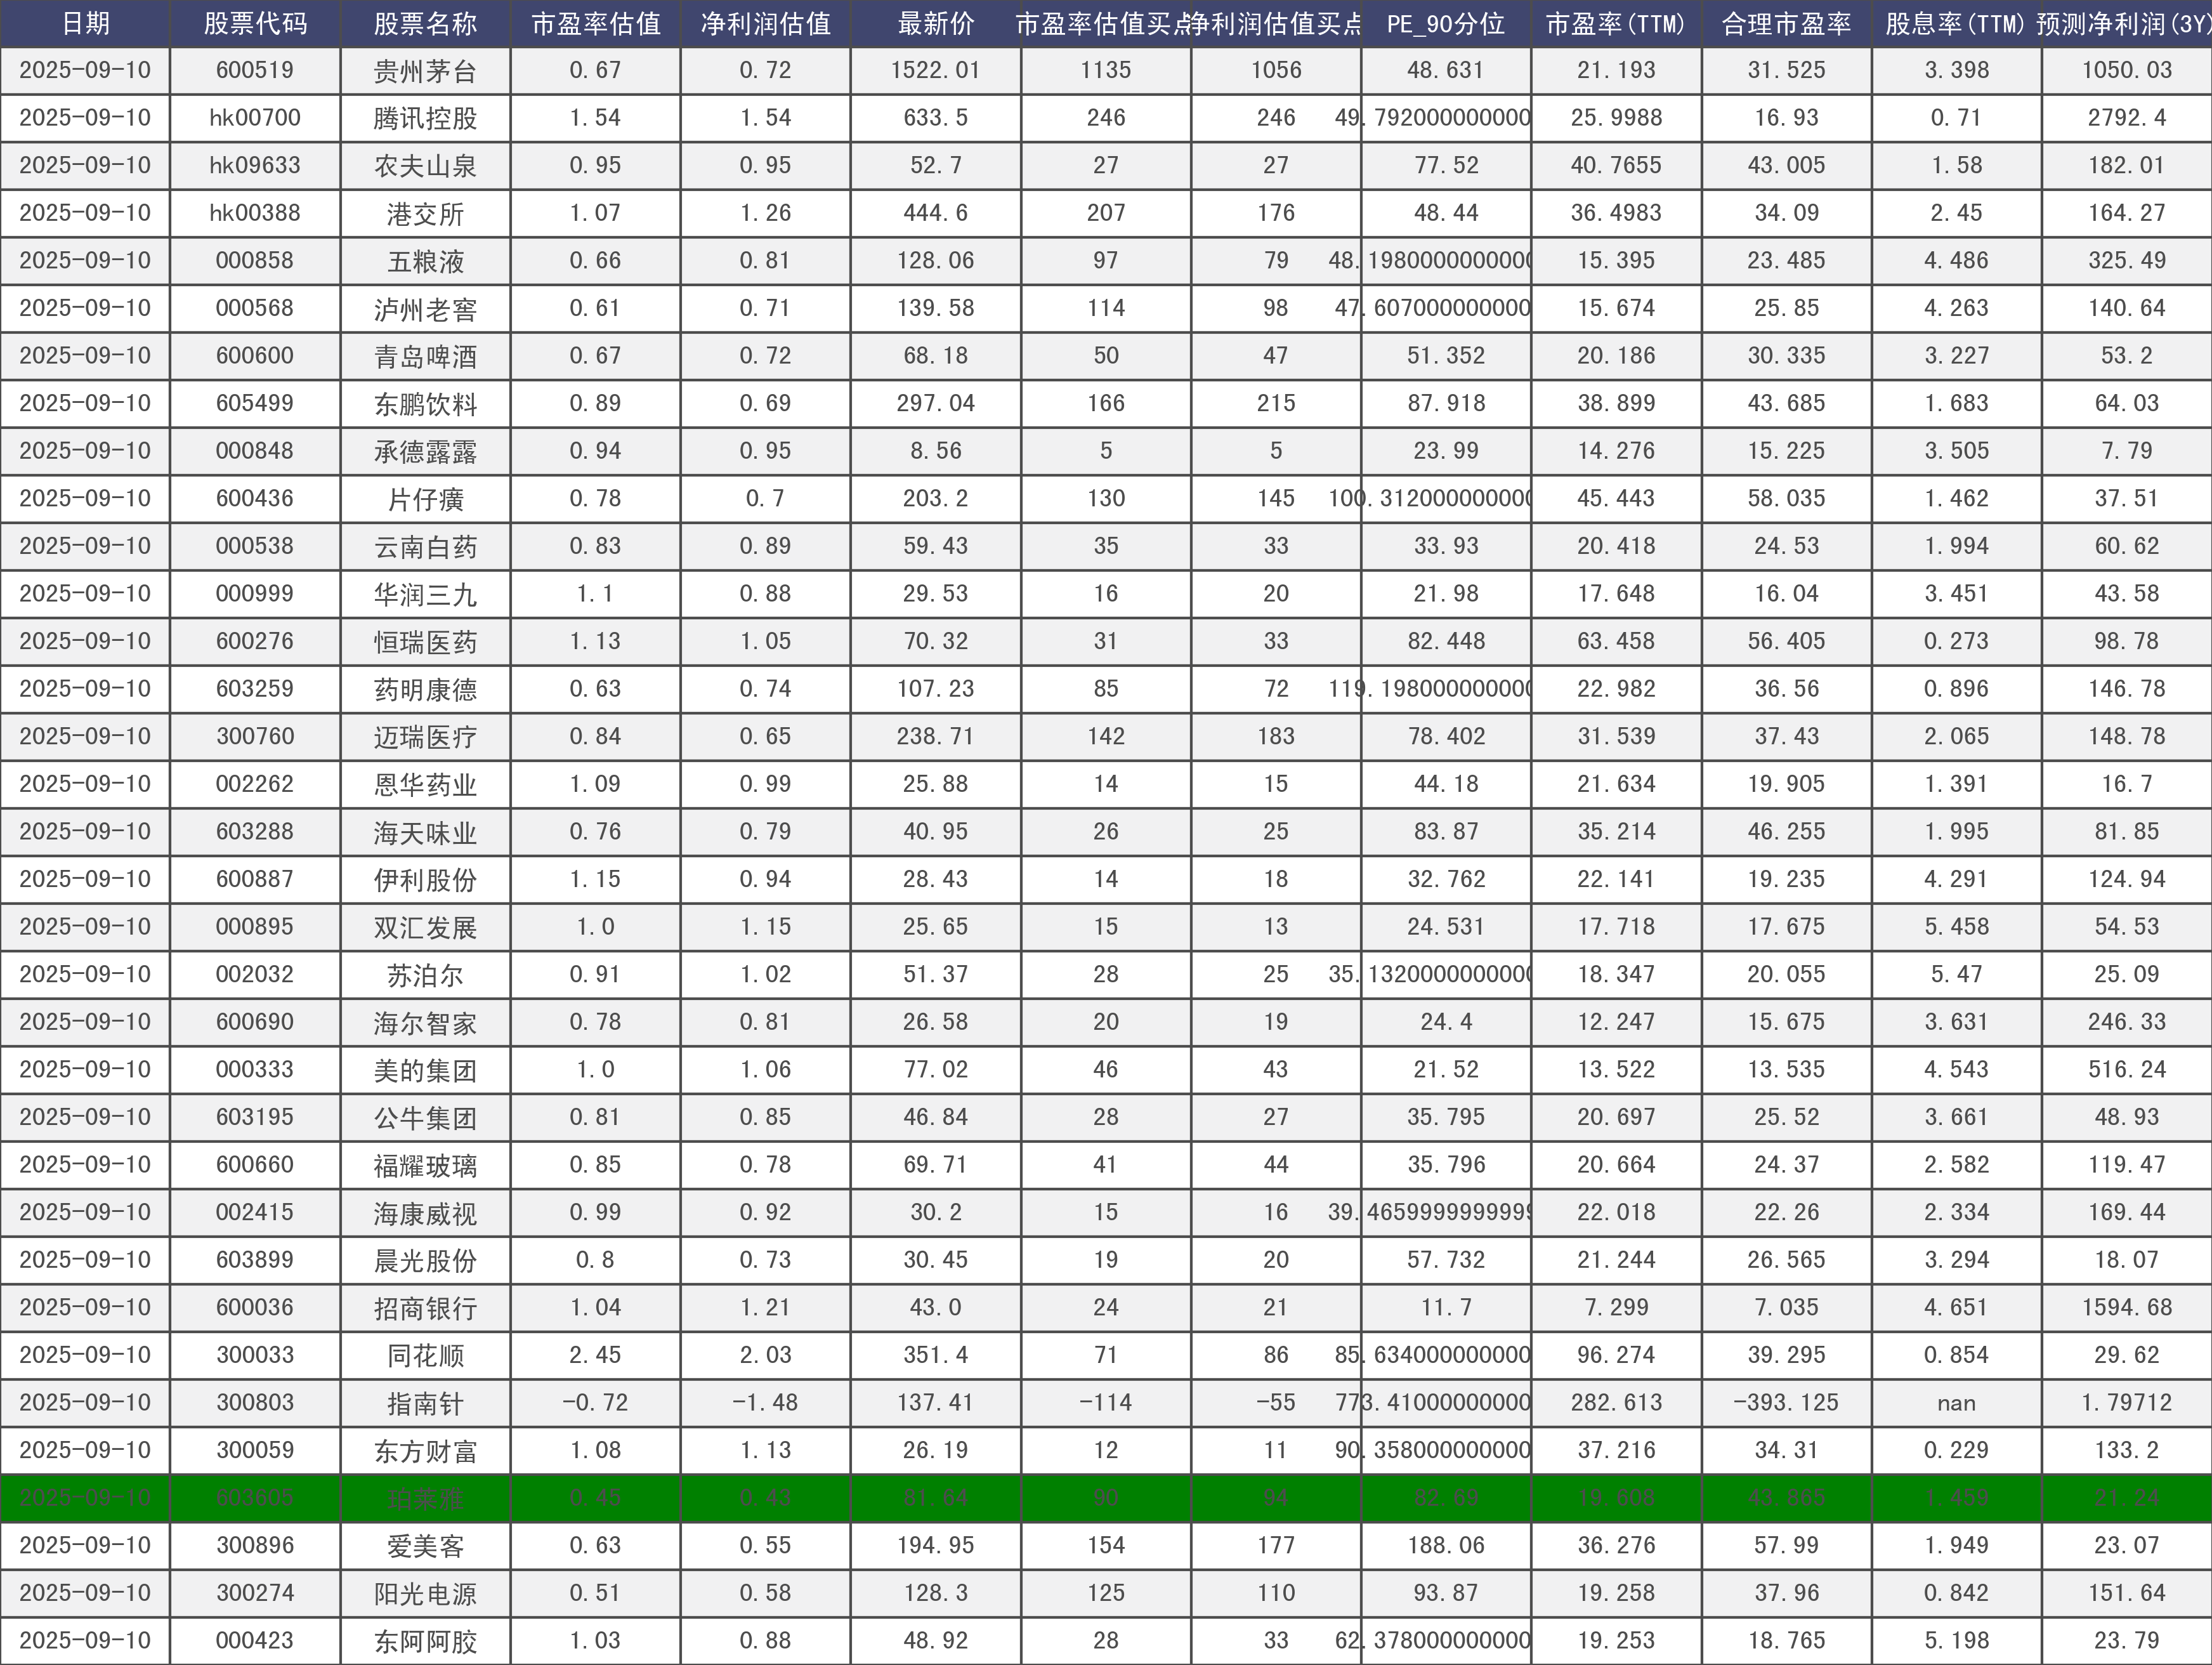 日期 股票代码 股票名称 市盈率估值 净利润估值 最新价 市盈率估值买点 净利润估值买点 PE_90分位 市盈率(TTM) 合理市盈率 股息率(TTM) 预测净利润(3Y)
2025-09-10 600519 贵州茅台 0.67 0.72 1522.01 1135 1056 48.631 21.193 31.525 3.398 1050.03
2025-09-10 hk00700 腾讯控股 1.54 1.54 633.5 246 246 49.792000000000 25.9988 16.93 0.71 2792.4
2025-09-10 hk09633 农夫山泉 0.95 0.95 52.7 27 27 77.52 40.7655 43.005 1.58 182.01
2025-09-10 hk00388 港交所 1.07 1.26 444.6 207 176 48.44 36.4983 34.09 2.45 164.27
2025-09-10 000858 五粮液 0.66 0.81 128.06 97 79 48.1980000000000 15.395 23.485 4.486 325.49
2025-09-10 000568 泸州老窖 0.61 0.71 139.58 114 98 47.607000000000 15.674 25.85 4.263 140.64
2025-09-10 600600 青岛啤酒 0.67 0.72 68.18 50 47 51.352 20.186 30.335 3.227 53.2
2025-09-10 605499 东鹏饮料 0.89 0.69 297.04 166 215 87.918 38.899 43.685 1.683 64.03
2025-09-10 000848 承德露露 0.94 0.95 8.56 5 5 23.99 14.276 15.225 3.505 7.79
2025-09-10 600436 片仔癀 0.78 0.7 203.2 130 145 100.312000000000 45.443 58.035 1.462 37.51
2025-09-10 000538 云南白药 0.83 0.89 59.43 35 33 33.93 20.418 24.53 1.994 60.62
2025-09-10 000999 华润三九 1.1 0.88 29.53 16 20 21.98 17.648 16.04 3.451 43.58
2025-09-10 600276 恒瑞医药 1.13 1.05 70.32 31 33 82.448 63.458 56.405 0.273 98.78
2025-09-10 603259 药明康德 0.63 0.74 107.23 85 72 119.198000000000 22.982 36.56 0.896 146.78
2025-09-10 300760 迈瑞医疗 0.84 0.65 238.71 142 183 78.402 31.539 37.43 2.065 148.78
2025-09-10 002262 恩华药业 1.09 0.99 25.88 14 15 44.18 21.634 19.905 1.391 16.7
2025-09-10 603288 海天味业 0.76 0.79 40.95 26 25 83.87 35.214 46.255 1.995 81.85
2025-09-10 600887 伊利股份 1.15 0.94 28.43 14 18 32.762 22.141 19.235 4.291 124.94
2025-09-10 000895 双汇发展 1.0 1.15 25.65 15 13 24.531 17.718 17.675 5.458 54.53
2025-09-10 002032 苏泊尔 0.91 1.02 51.37 28 25 35.1320000000000 18.347 20.055 5.47 25.09
2025-09-10 600690 海尔智家 0.78 0.81 26.58 20 19 24.4 12.247 15.675 3.631 246.33
2025-09-10 000333 美的集团 1.0 1.06 77.02 46 43 21.52 13.522 13.535 4.543 516.24
2025-09-10 603195 公牛集团 0.81 0.85 46.84 28 27 35.795 20.697 25.52 3.661 48.93
2025-09-10 600660 福耀玻璃 0.85 0.78 69.71 41 44 35.796 20.664 24.37 2.582 119.47
2025-09-10 002415 海康威视 0.99 0.92 30.2 15 16 39.4659999999999 22.018 22.26 2.334 169.44
2025-09-10 603899 晨光股份 0.8 0.73 30.45 19 20 57.732 21.244 26.565 3.294 18.07
2025-09-10 600036 招商银行 1.04 1.21 43.0 24 21 11.7 7.299 7.035 4.651 1594.68
2025-09-10 300033 同花顺 2.45 2.03 351.4 71 86 85.634000000000 96.274 39.295 0.854 29.62
2025-09-10 300803 指南针 -0.72 -1.48 137.41 -114 -55 773.41000000000 282.613 -393.125 nan 1.79712
2025-09-10 300059 东方财富 1.08 1.13 26.19 12 11 90.358000000000 37.216 34.31 0.229 133.2
2025-09-10 603605 珀莱雅 0.45 0.43 81.64 90 94 62.69 19.608 43.865 1.459 21.24
2025-09-10 300896 爱美客 0.63 0.55 194.95 154 177 188.06 36.276 57.99 1.949 23.07
2025-09-10 300274 阳光电源 0.51 0.58 128.3 125 110 93.87 19.258 37.96 0.842 151.64
2025-09-10 000423 东阿阿胶 1.03 0.88 48.92 28 33 62.378000000000 19.253 18.765 5.198 23.79